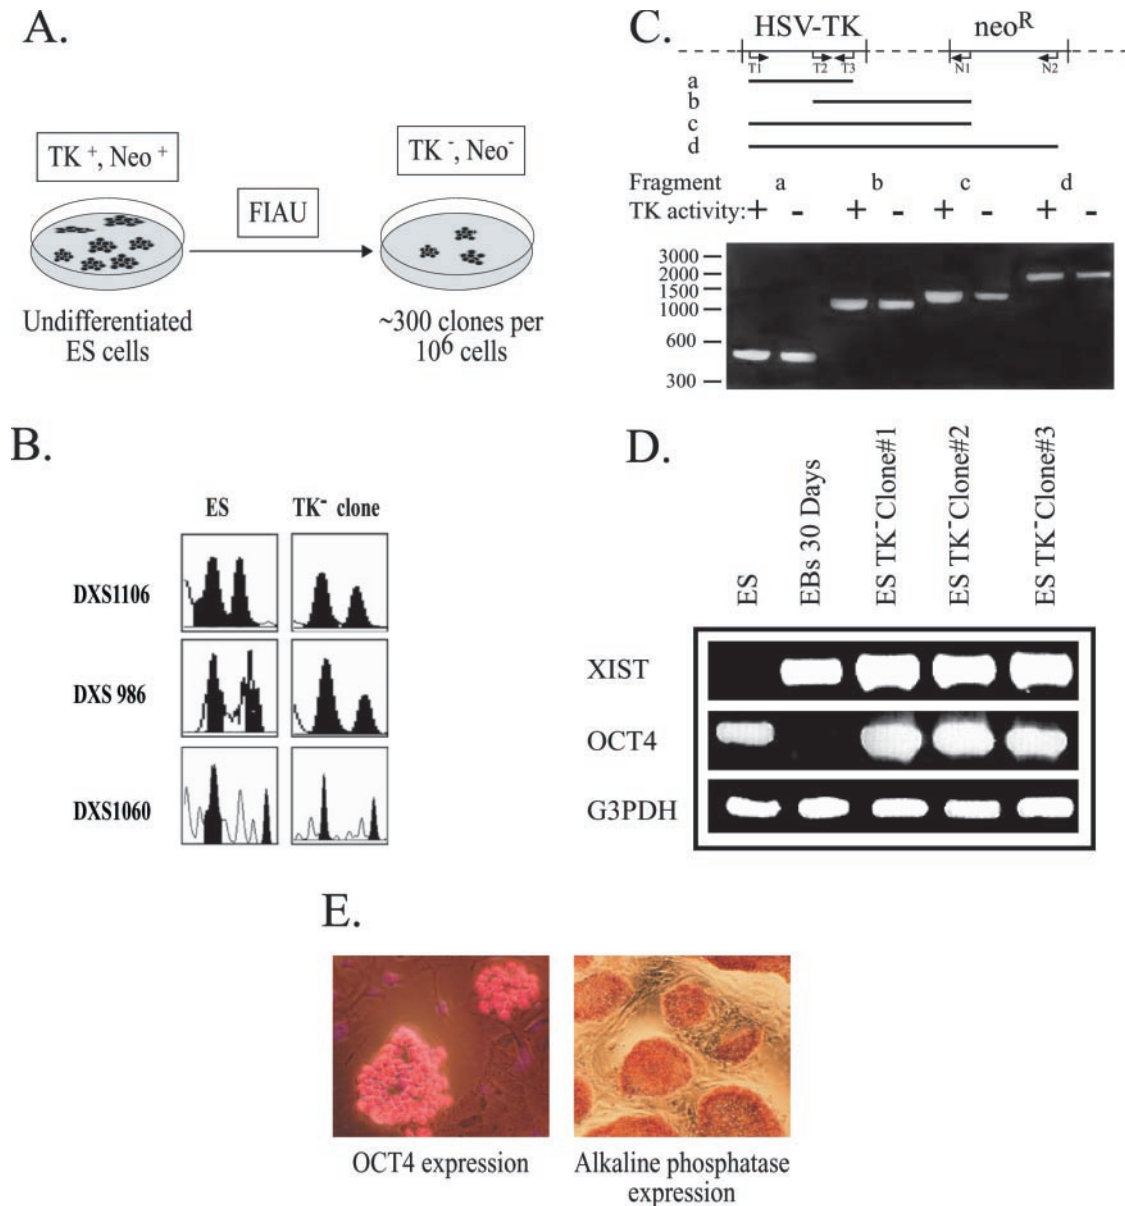 A.
TK +, Neo +
FIAU
TK -, Neo-
Undifferentiated
ES cells
~300 clones per
10⁶ cells
C.
HSV-TK
neoR
T1
T2
T3
N1
N2
a
b
c
d
Fragment a b c d
TK activity: + - + - + - + -
3000
2000
1500
1000
600
300
B.
ES
TK- clone
DXS1106
DXS 986
DXS1060
D.
ES
EBs 30 Days
ES TK-Clone#1
ES TK-Clone#2
ES TK-Clone#3
XIST
OCT4
G3PDH
E.
OCT4 expression
Alkaline phosphatase
expression